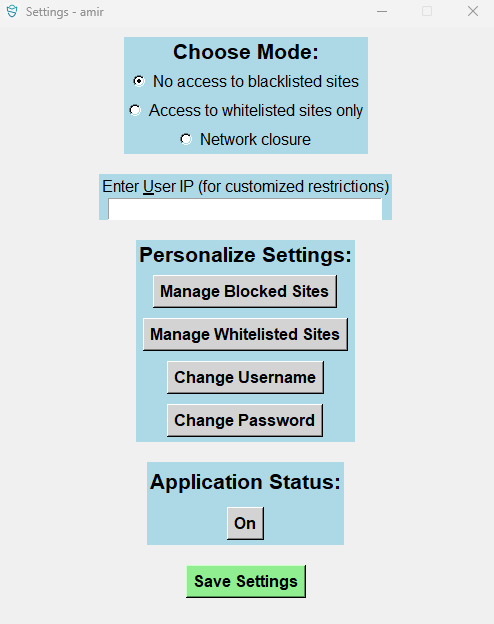 Settings - amir
Choose Mode:
No access to blacklisted sites
Access to whitelisted sites only
Network closure
Enter User IP (for customized restrictions)
Personalize Settings:
Manage Blocked Sites
Manage Whitelisted Sites
Change Username
Change Password
Application Status:
On
Save Settings